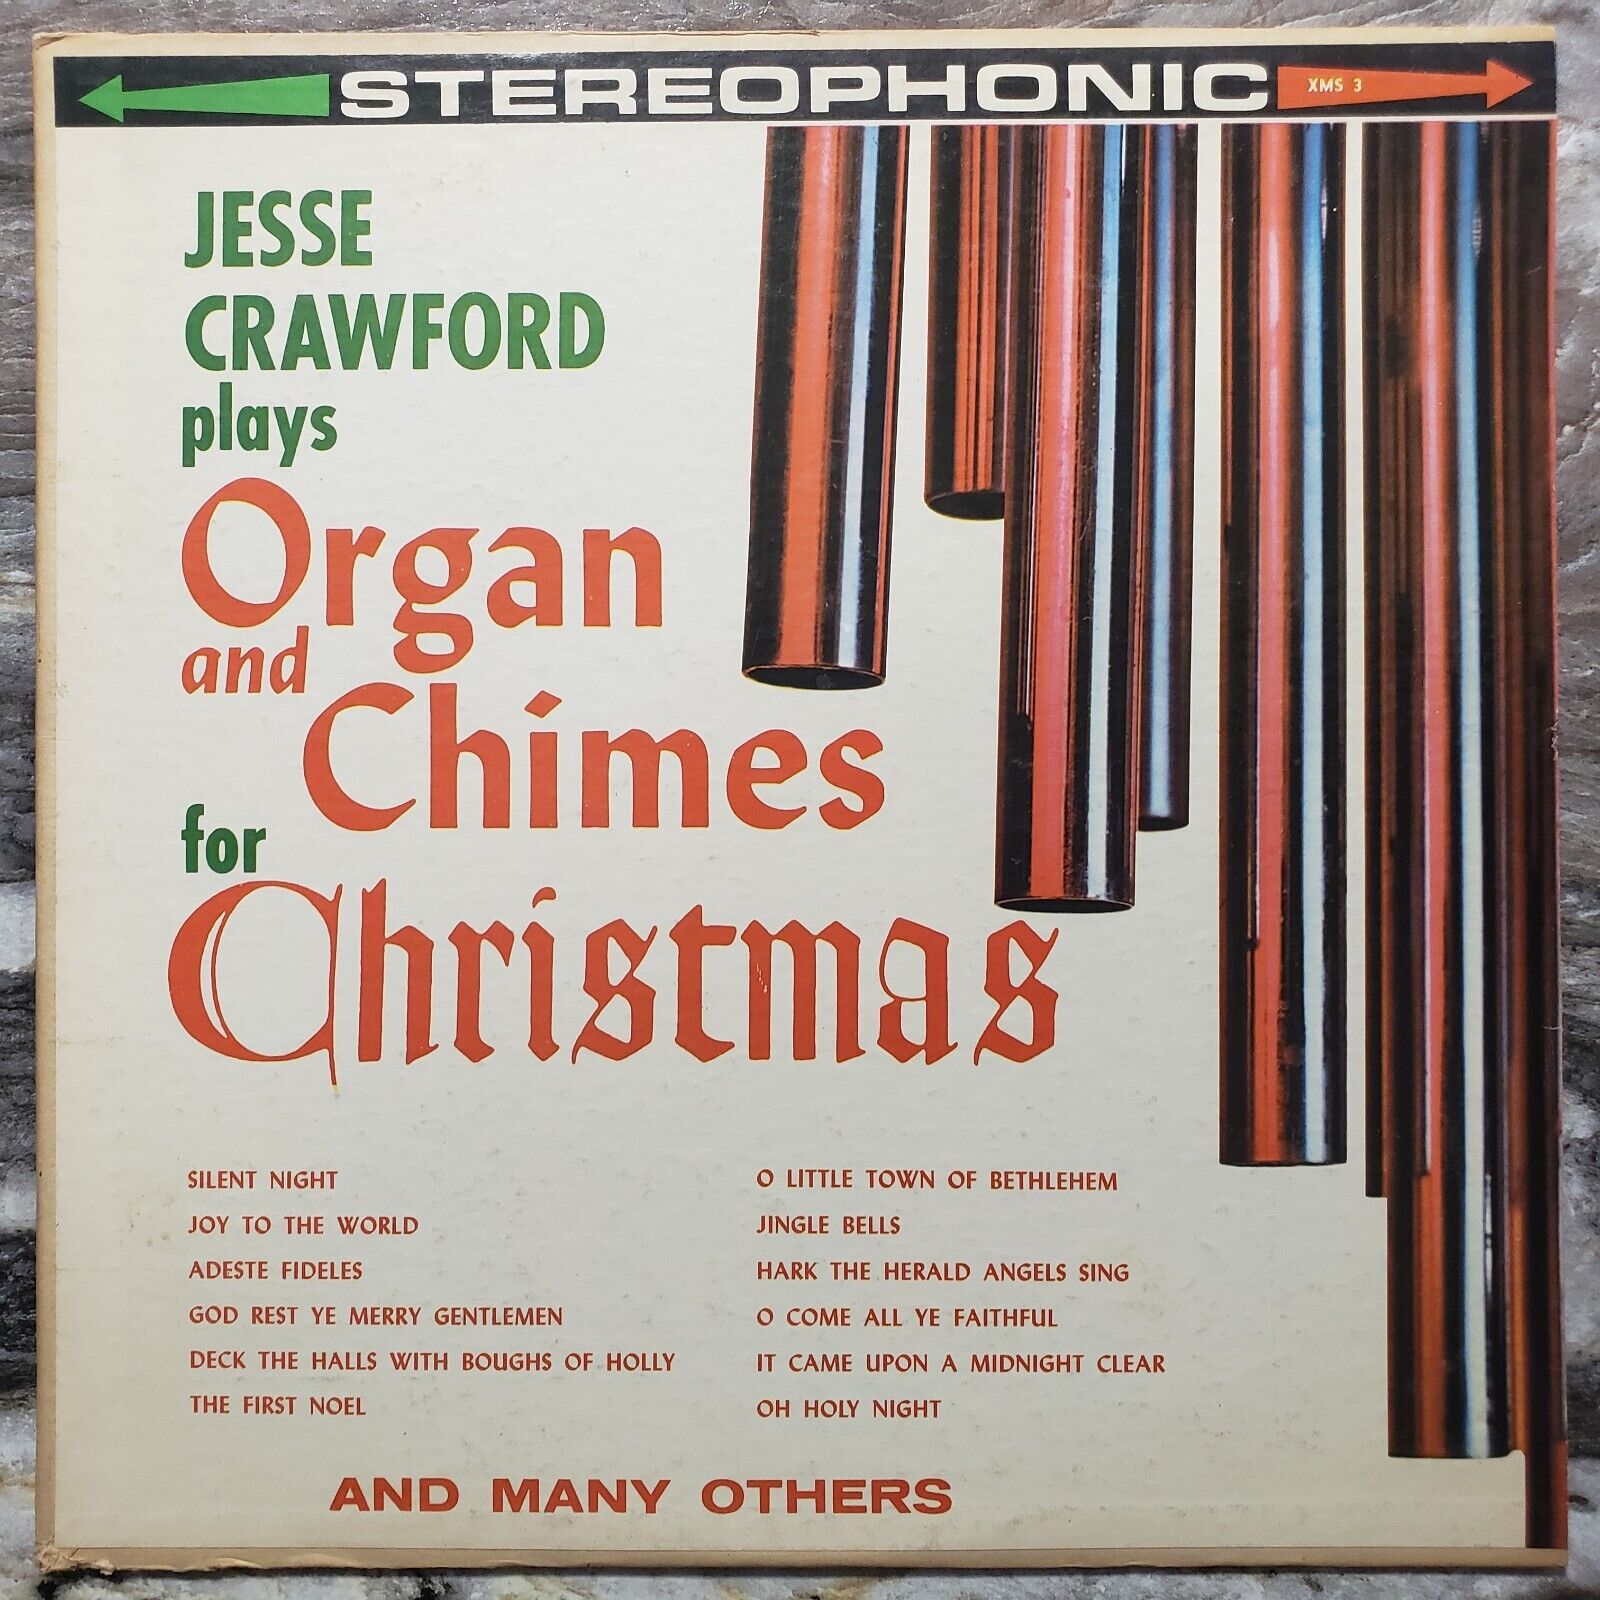 STEREOPHONIC XMS 3
JESSE
CRAWFORD
plays
Organ
and
Chimes
for
Christmas
SILENT NIGHT
JOY TO THE WORLD
ADESTE FIDELES
GOD REST YE MERRY GENTLEMEN
DECK THE HALLS WITH BOUGHS OF HOLLY
THE FIRST NOEL
O LITTLE TOWN OF BETHLEHEM
JINGLE BELLS
HARK THE HERALD ANGELS SING
O COME ALL YE FAITHFUL
IT CAME UPON A MIDNIGHT CLEAR
OH HOLY NIGHT
AND MANY OTHERS